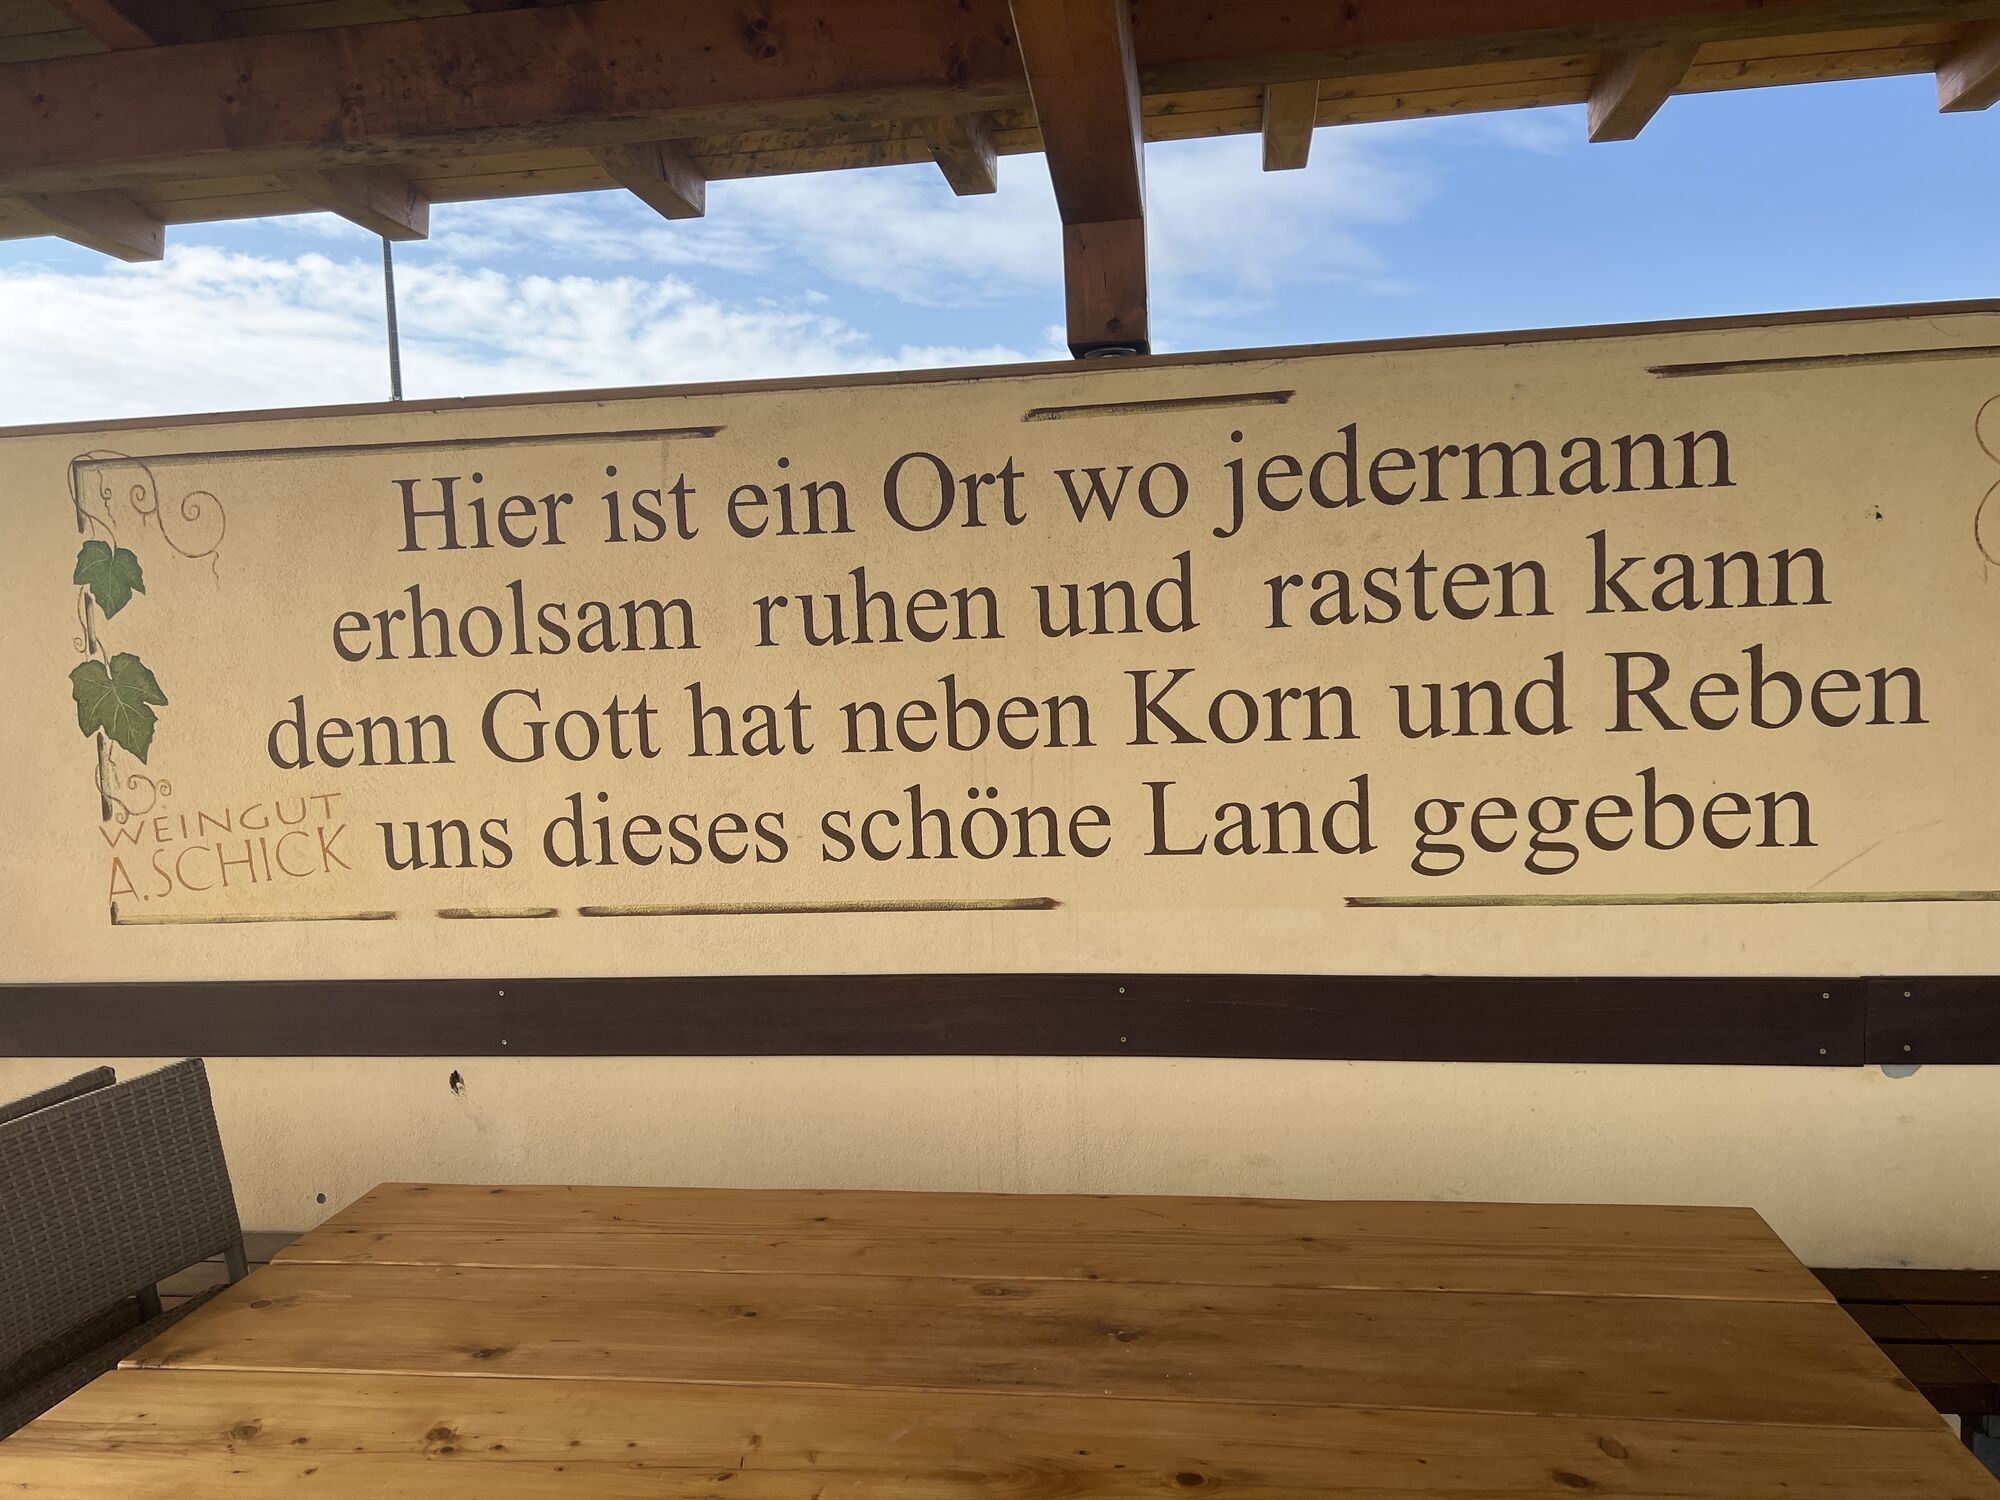 Hier ist ein Ort wo jedermann
erholsam ruhen und rasten kann
denn Gott hat neben Korn und Reben
uns dieses schöne Land gegeben
WEINGUT
A.SCHICK